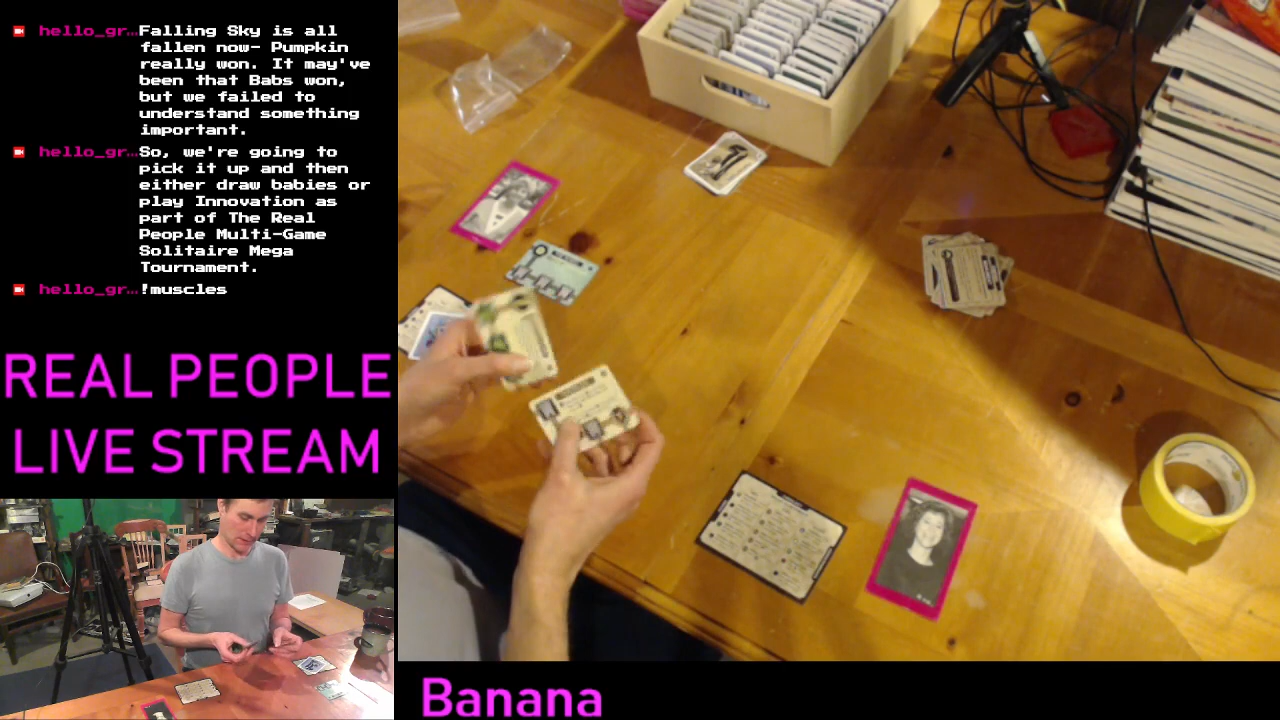 hello_gr… Falling Sky is all
fallen now- Pumpkin
really won. It may've
been that Babs won,
but we failed to
understand something
important.
hello_gr… So, we're going to
pick it up and then
either draw babies or
play Innovation as
part of The Real
People Multi-Game
Solitaire Mega
Tournament.
hello_gr… !muscles
REAL PEOPLE
LIVE STREAM
Banana